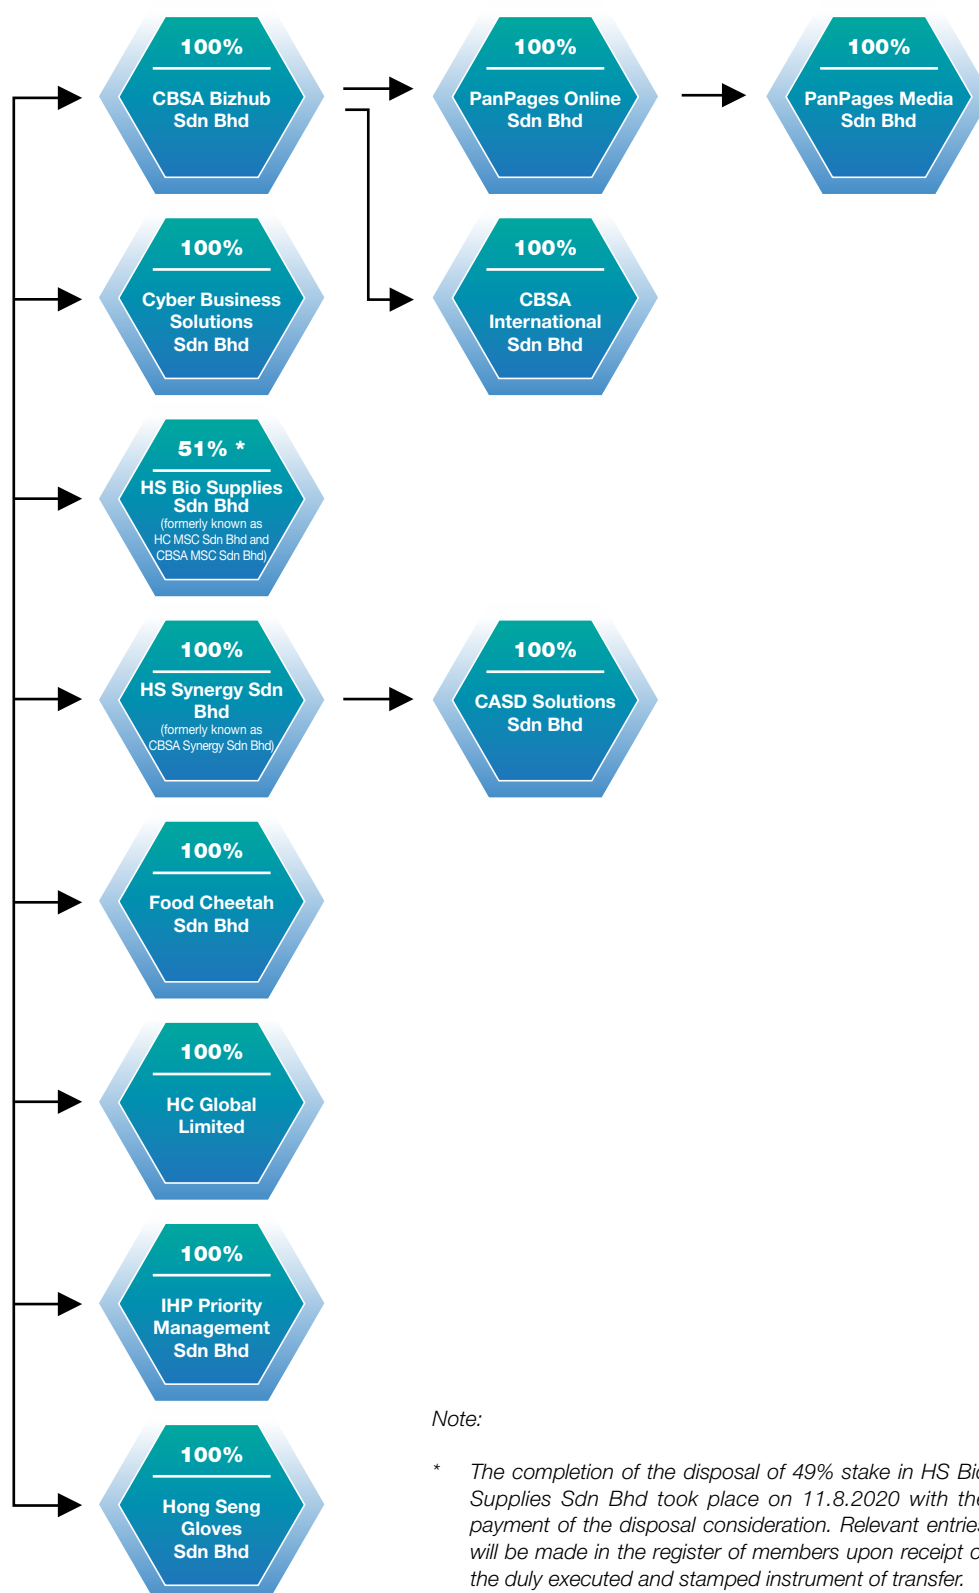 100%
CBSA Bizhub
Sdn Bhd
100%
PanPages Online
Sdn Bhd
100%
PanPages Media
Sdn Bhd
100%
Cyber Business
Solutions
Sdn Bhd
100%
CBSA
International
Sdn Bhd
51% *
HS Bio Supplies
Sdn Bhd
(formerly known as
HC MSC Sdn Bhd and
CBSA MSC Sdn Bhd)
100%
HS Synergy Sdn
Bhd
(formerly known as
CBSA Synergy Sdn Bhd)
100%
CASD Solutions
Sdn Bhd
100%
Food Cheetah
Sdn Bhd
100%
HC Global
Limited
100%
IHP Priority
Management
Sdn Bhd
100%
Hong Seng
Gloves
Sdn Bhd
Note:
* The completion of the disposal of 49% stake in HS Bio
Supplies Sdn Bhd took place on 11.8.2020 with the
payment of the disposal consideration. Relevant entries
will be made in the register of members upon receipt o
the duly executed and stamped instrument of transfer.